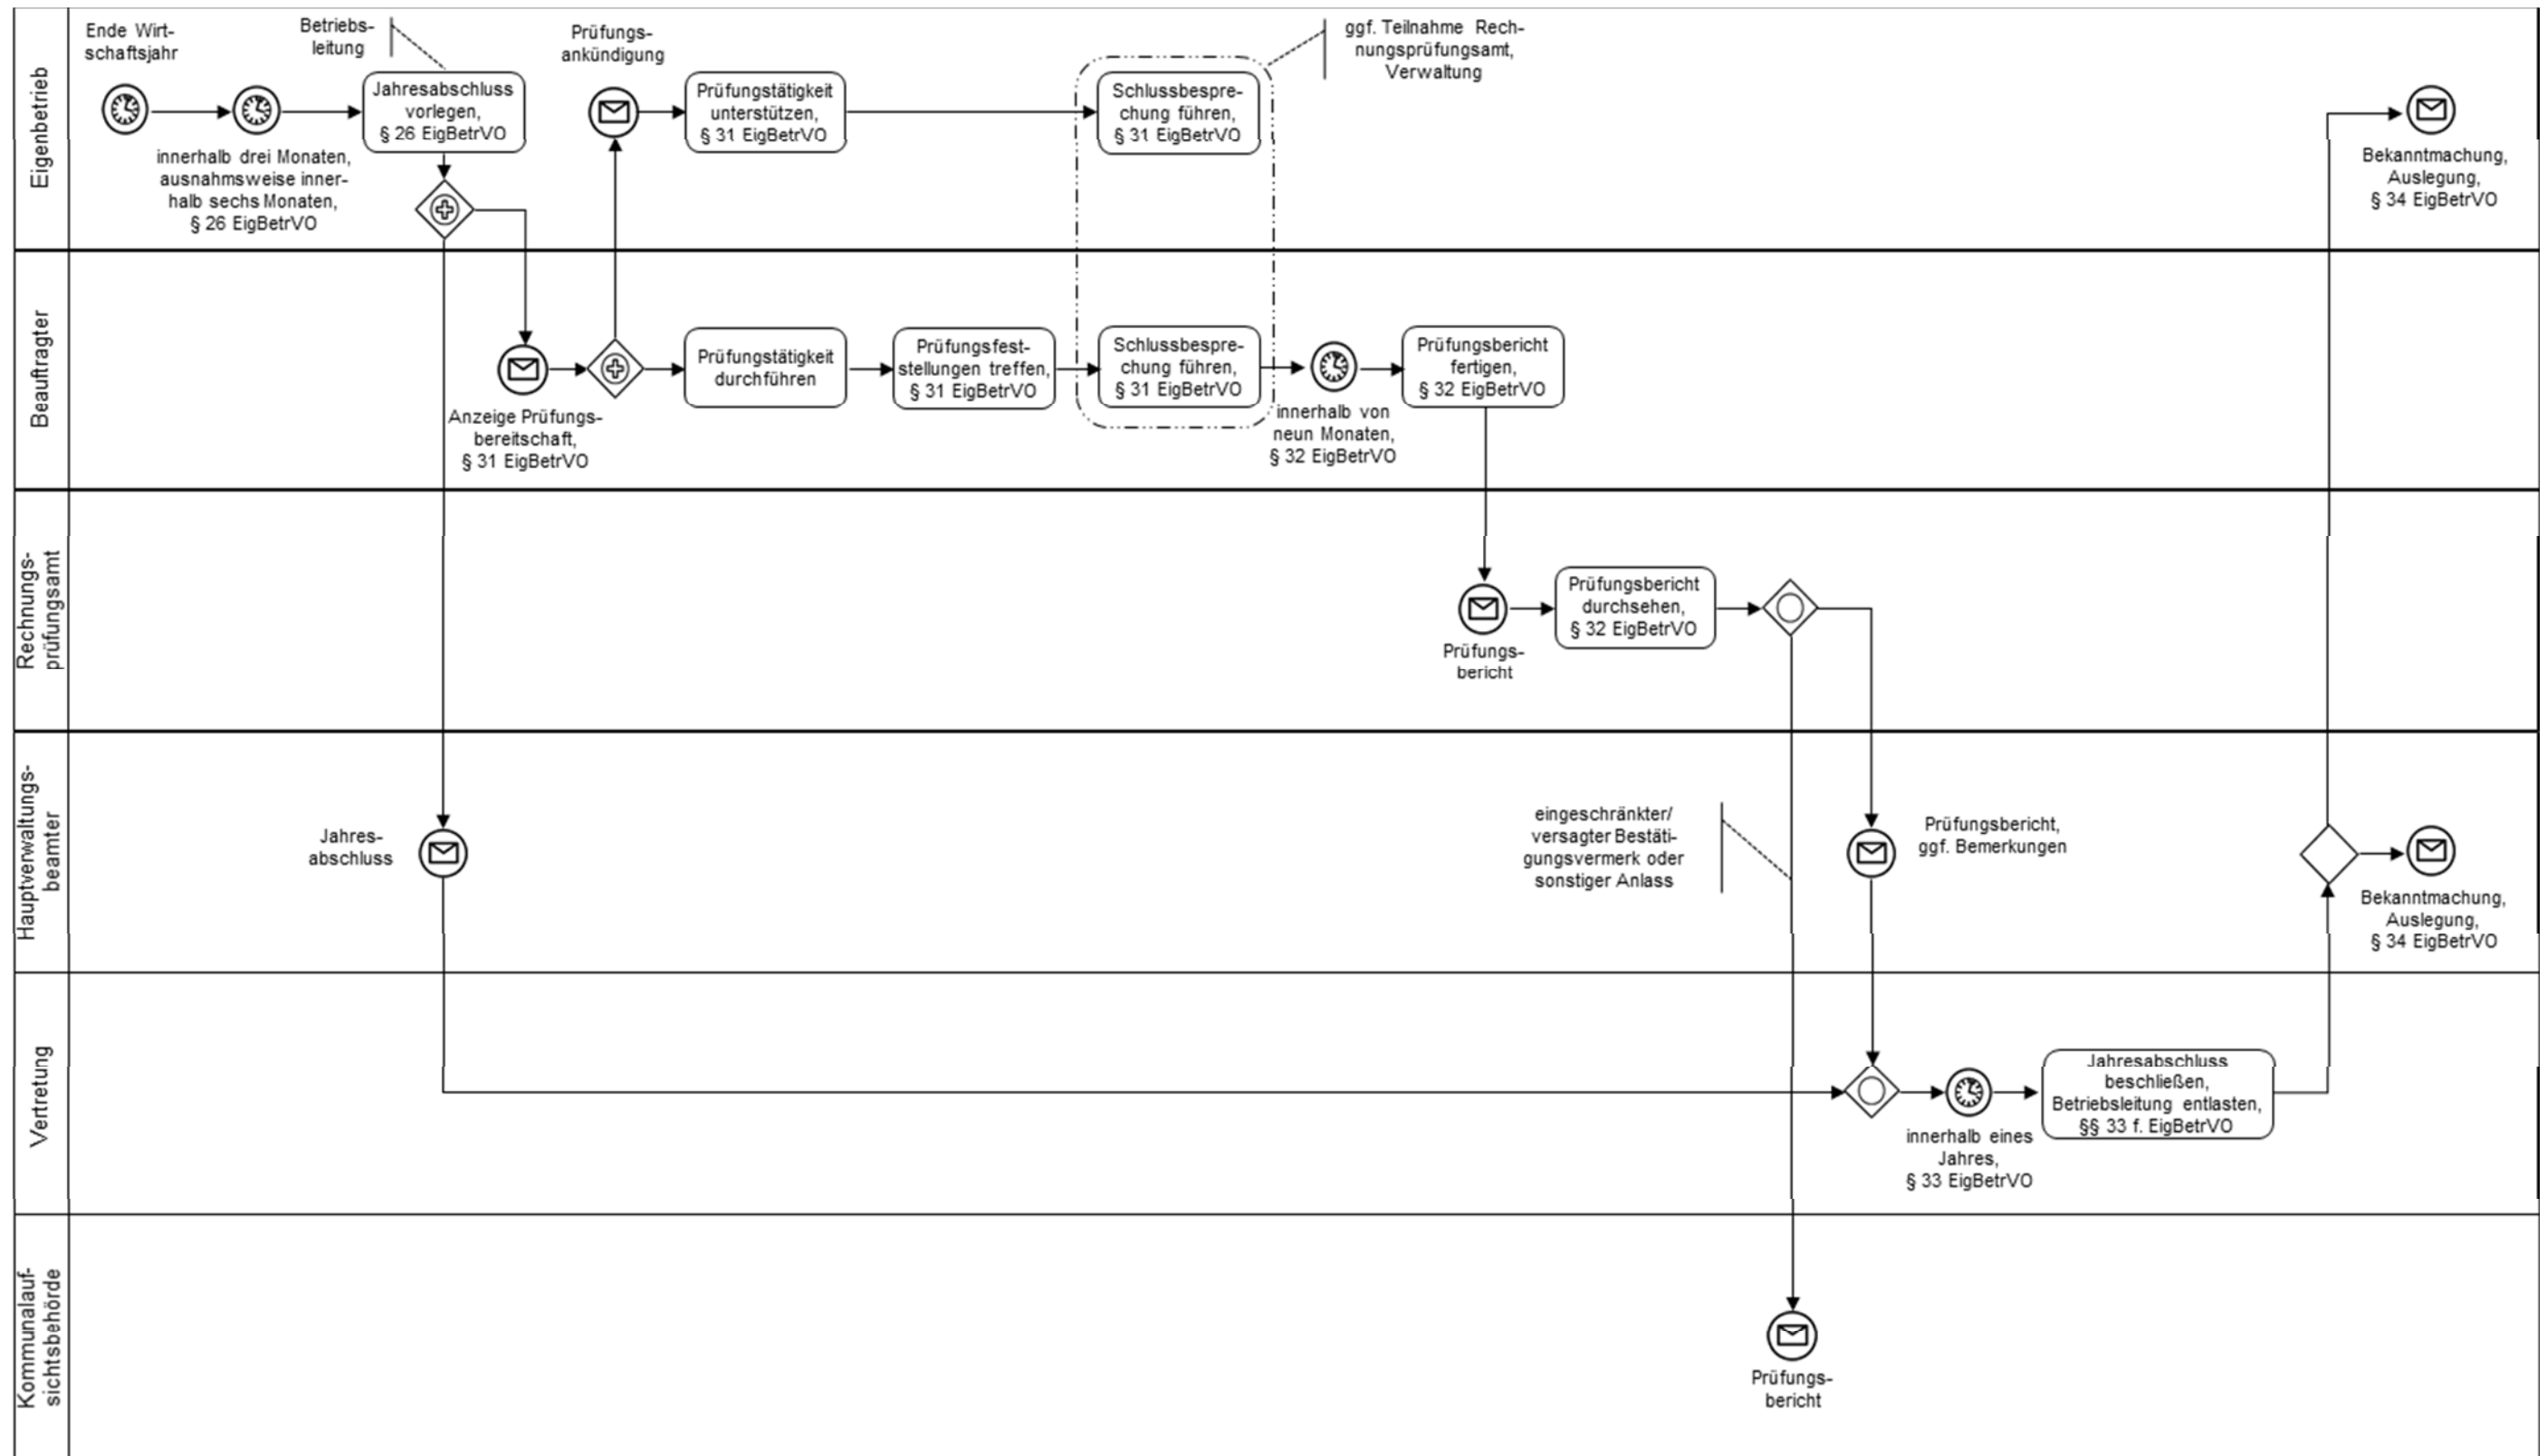 Eigenbetrieb
Ende Wirt-
schaftsjahr
innerhalb drei Monaten,
ausnahmsweise inner-
halb sechs Monaten,
§ 26 EigBetrVO
Betriebs-
leitung
Jahresabschluss
vorlegen,
§ 26 EigBetrVO
Prüfungs-
ankündigung
Prüfungstätigkeit
unterstützen,
§ 31 EigBetrVO
Schlussbespre-
chung führen,
§ 31 EigBetrVO
ggf. Teilnahme Rech-
nungsprüfungsamt,
Verwaltung
Bekanntmachung,
Auslegung,
§ 34 EigBetrVO
Beauftragter
Anzeige Prüfungs-
bereitschaft,
§ 31 EigBetrVO
Prüfungstätigkeit
durchführen
Prüfungsfest-
stellungen treffen,
§ 31 EigBetrVO
Schlussbespre-
chung führen,
§ 31 EigBetrVO
innerhalb von
neun Monaten,
§ 32 EigBetrVO
Prüfungsbericht
fertigen,
§ 32 EigBetrVO
Rechnungs-
prüfungsamt
Prüfungs-
bericht
Prüfungsbericht
durchsehen,
§ 32 EigBetrVO
Hauptverwaltungs-
beamter
Jahres-
abschluss
eingeschränkter/
versagter Bestäti-
gungsvermerk oder
sonstiger Anlass
Prüfungsbericht,
ggf. Bemerkungen
Bekanntmachung,
Auslegung,
§ 34 EigBetrVO
Vertretung
innerhalb eines
Jahres,
§ 33 EigBetrVO
Jahresabschluss
beschließen,
Betriebsleitung entlasten,
§§ 33 f. EigBetrVO
Kommunalauf-
sichtsbehörde
Prüfungs-
bericht